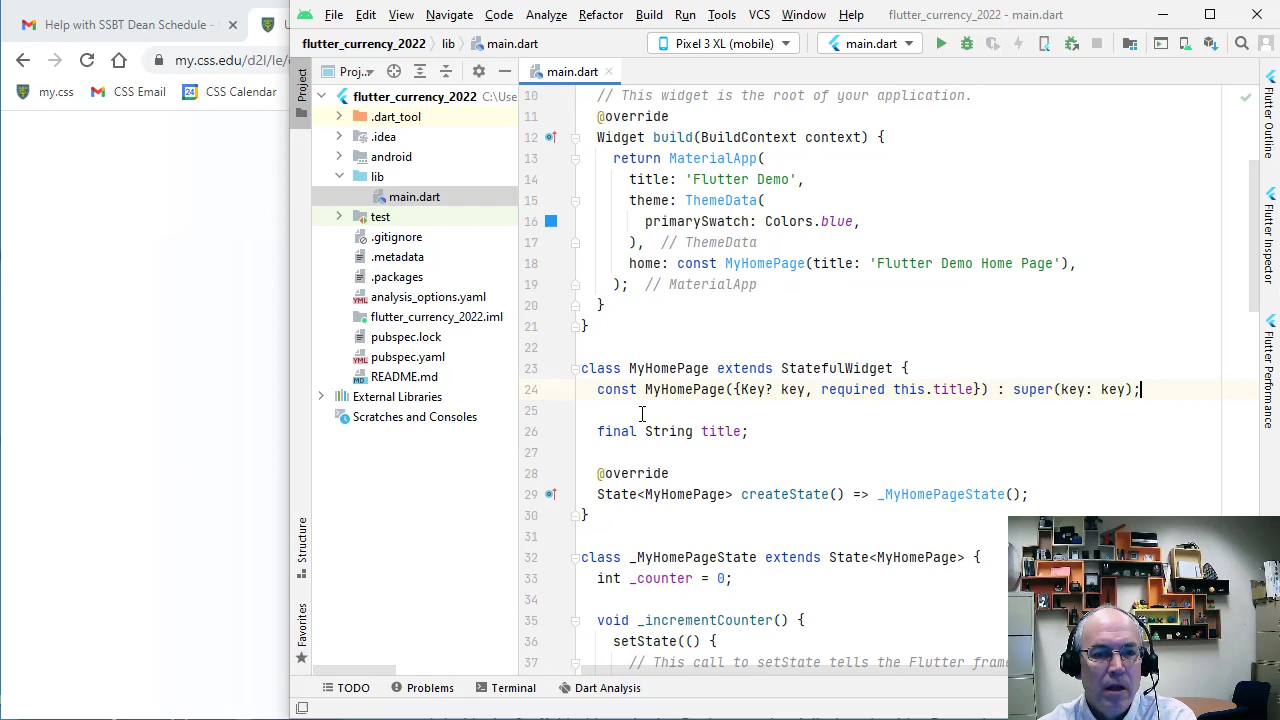 Help with SSBT Dean Schedule -
File Edit View Navigate Code Analyze Refactor Build Run Tools VCS Window Help flutter_currency_2022 - main.dart
my.css.edu/d2l/le/
flutter_currency_2022 lib main.dart Pixel 3 XL (mobile) main.dart
my.css CSS Email CSS Calendar
24
Project
Proj...
main.dart
flutter_currency_2022 C:\Use
.dart_tool
.idea
android
lib
main.dart
test
.gitignore
.metadata
.packages
analysis_options.yaml
flutter_currency_2022.iml
pubspec.lock
pubspec.yaml
README.md
External Libraries
Scratches and Consoles
10 // This widget is the root of your application.
11 @override
12 Widget build(BuildContext context) {
13 return MaterialApp(
14 title: 'Flutter Demo',
15 theme: ThemeData(
16 primarySwatch: Colors.blue,
17 ), // ThemeData
18 home: const MyHomePage(title: 'Flutter Demo Home Page'),
19 ); // MaterialApp
20 }
21 }
22
23 class MyHomePage extends StatefulWidget {
24 const MyHomePage({Key? key, required this.title}) : super(key: key);
25
26 final String title;
27
28 @override
29 State<MyHomePage> createState() => _MyHomePageState();
30 }
31
32 class _MyHomePageState extends State<MyHomePage> {
33 int _counter = 0;
34
35 void _incrementCounter() {
36 setState(() {
37 // This call to setState tells the Flutter fram
Flutter Outline
Flutter Inspector
Flutter Performance
Structure
Favorites
TODO Problems Terminal Dart Analysis